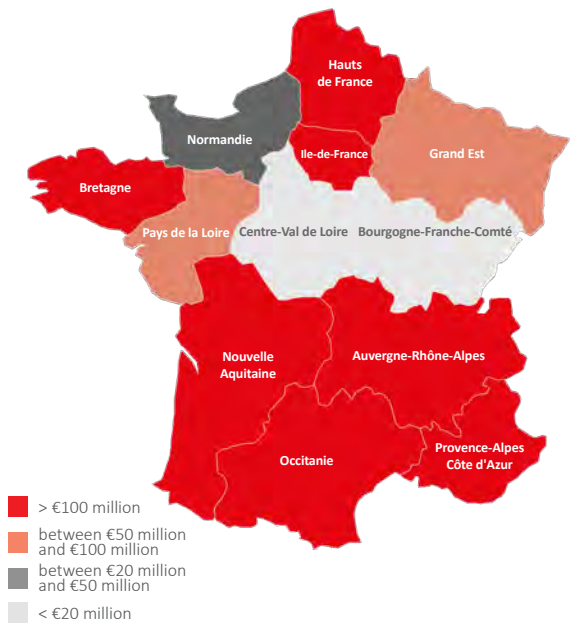 Hauts
de France
Normandie
Ile-de-France
Grand Est
Bretagne
Pays de la Loire
Centre-Val de Loire
Bourgogne-Franche-Comté
Nouvelle
Aquitaine
Auvergne-Rhône-Alpes
Occitanie
Provence-Alpes
Côte d'Azur
> €100 million
between €50 million
and €100 million
between €20 million
and €50 million
< €20 million